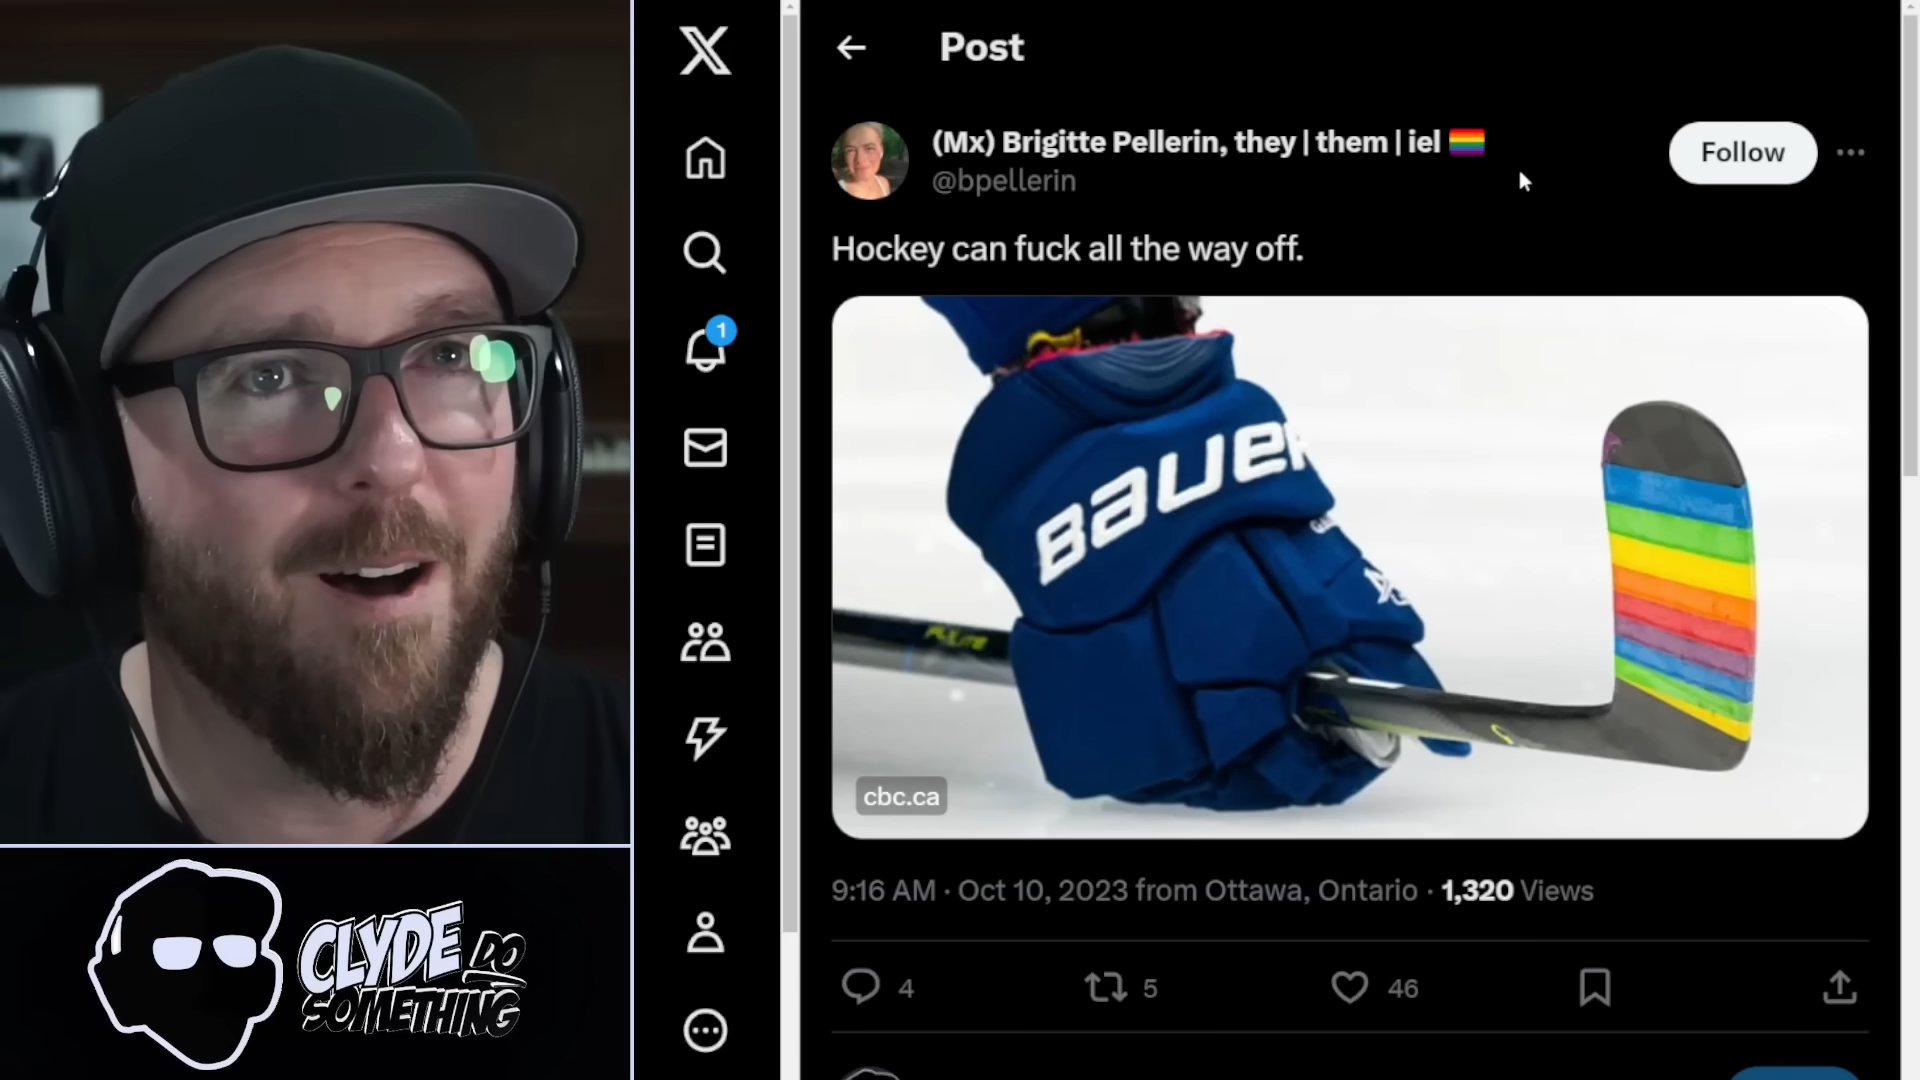 Post
(Mx) Brigitte Pellerin, they | them | iel
@bpellerin
Follow
Hockey can fuck all the way off.
BAUER
cbc.ca
9:16 AM · Oct 10, 2023 from Ottawa, Ontario · 1,320 Views
4
5
46
1
CLYDE DO
SOMETHING